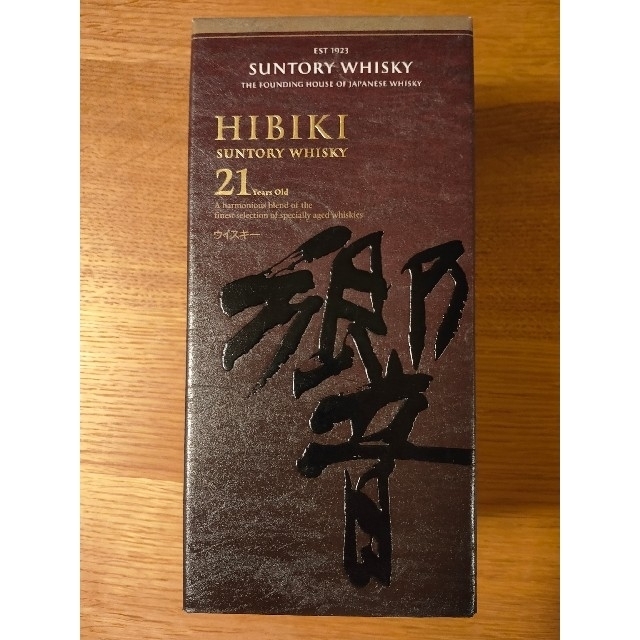 EST 1923
SUNTORY WHISKY
THE FOUNDING HOUSE OF JAPANESE WHISKY
HIBIKI
SUNTORY WHISKY
21 Years Old
A harmonious blend of the
finest selection of specially aged whiskies
ウイスキー
響